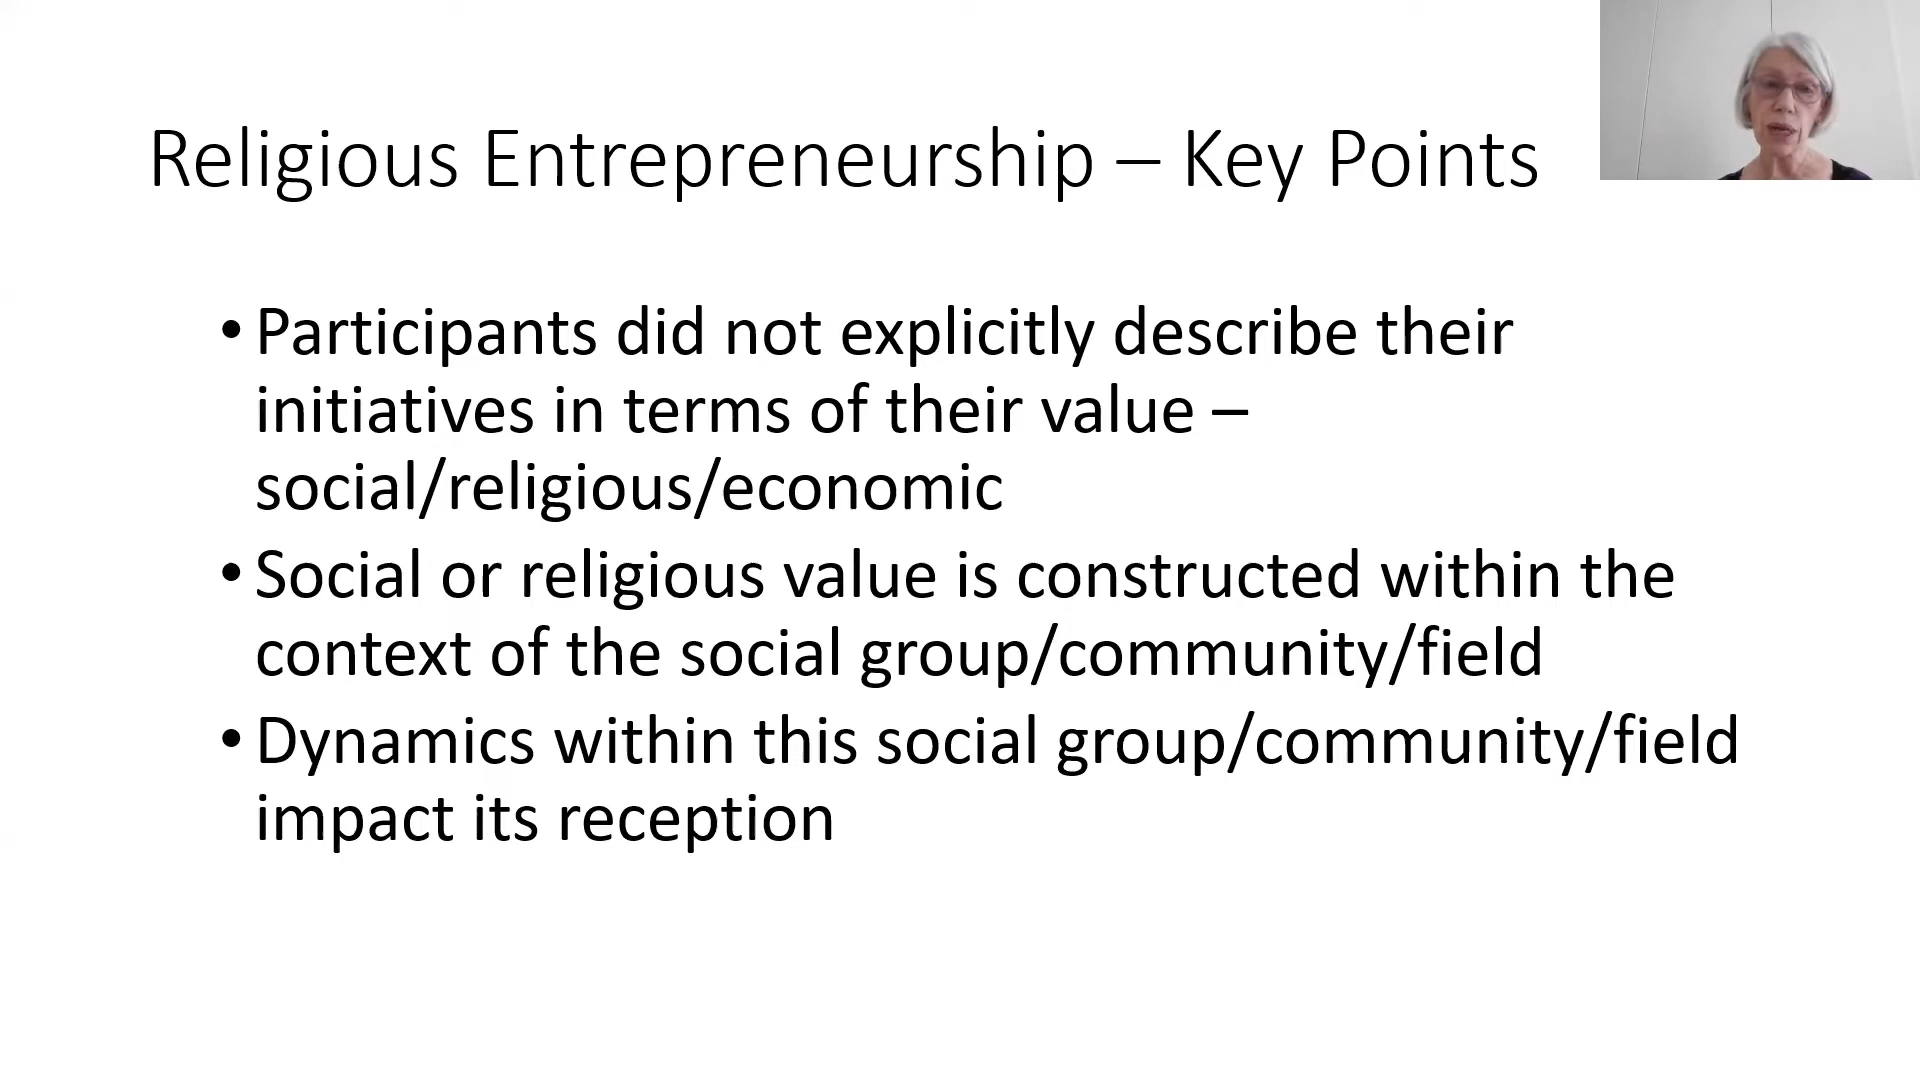 Religious Entrepreneurship – Key Points
• Participants did not explicitly describe their
initiatives in terms of their value –
social/religious/economic
• Social or religious value is constructed within the
context of the social group/community/field
• Dynamics within this social group/community/field
impact its reception